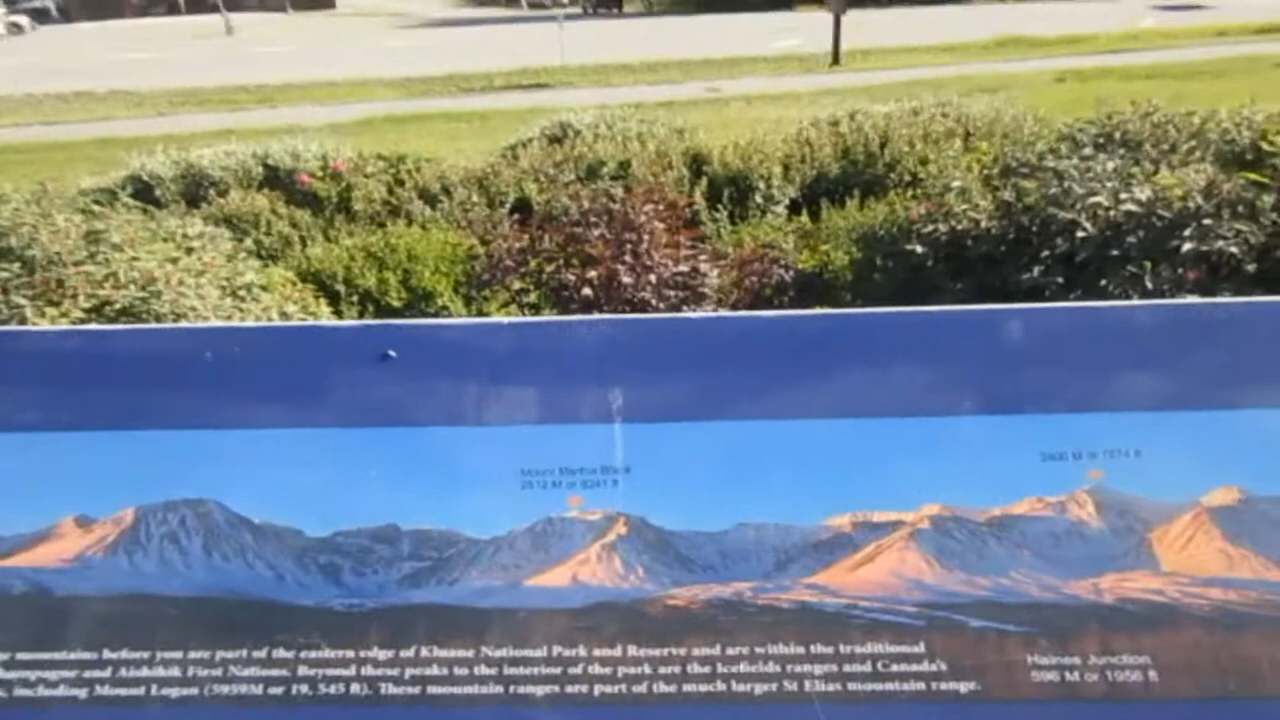 Mount Martha Black
2512 M or 8241 ft
2400 M or 7874 ft
mountains before you are part of the eastern edge of Kluane National Park and Reserve and are within the traditional
Champagne and Aishihik First Nations. Beyond these peaks to the interior of the park are the Icefields ranges and Canada's
, including Mount Logan (5959M or 19, 545 ft). These mountain ranges are part of the much larger St Elias mountain range.
Haines Junction
596 M or 1956 ft